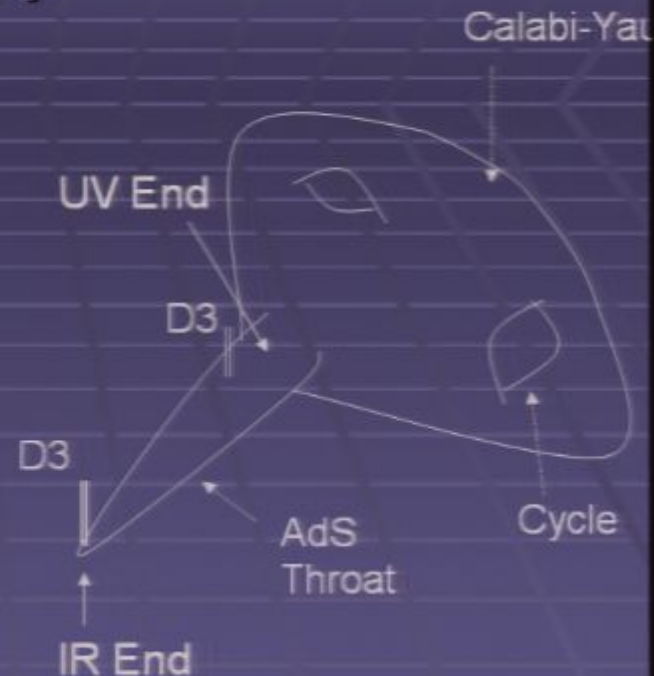 Calabi-Yau
UV End
D3
D3
Cycle
AdS
Throat
IR End